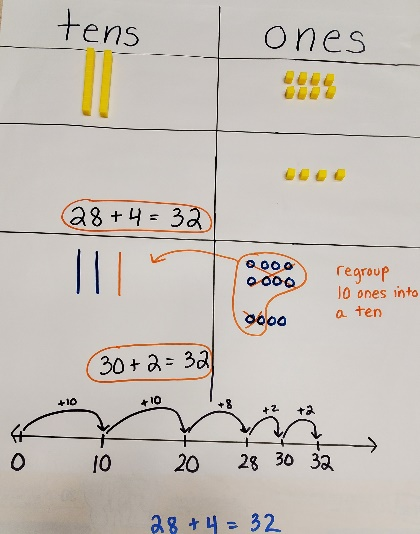 tens ones
28 + 4 = 32
regroup
10 ones into
a ten
30 + 2 = 32
+10 +10 +8 +2 +2
0 10 20 28 30 32
28 + 4 = 32